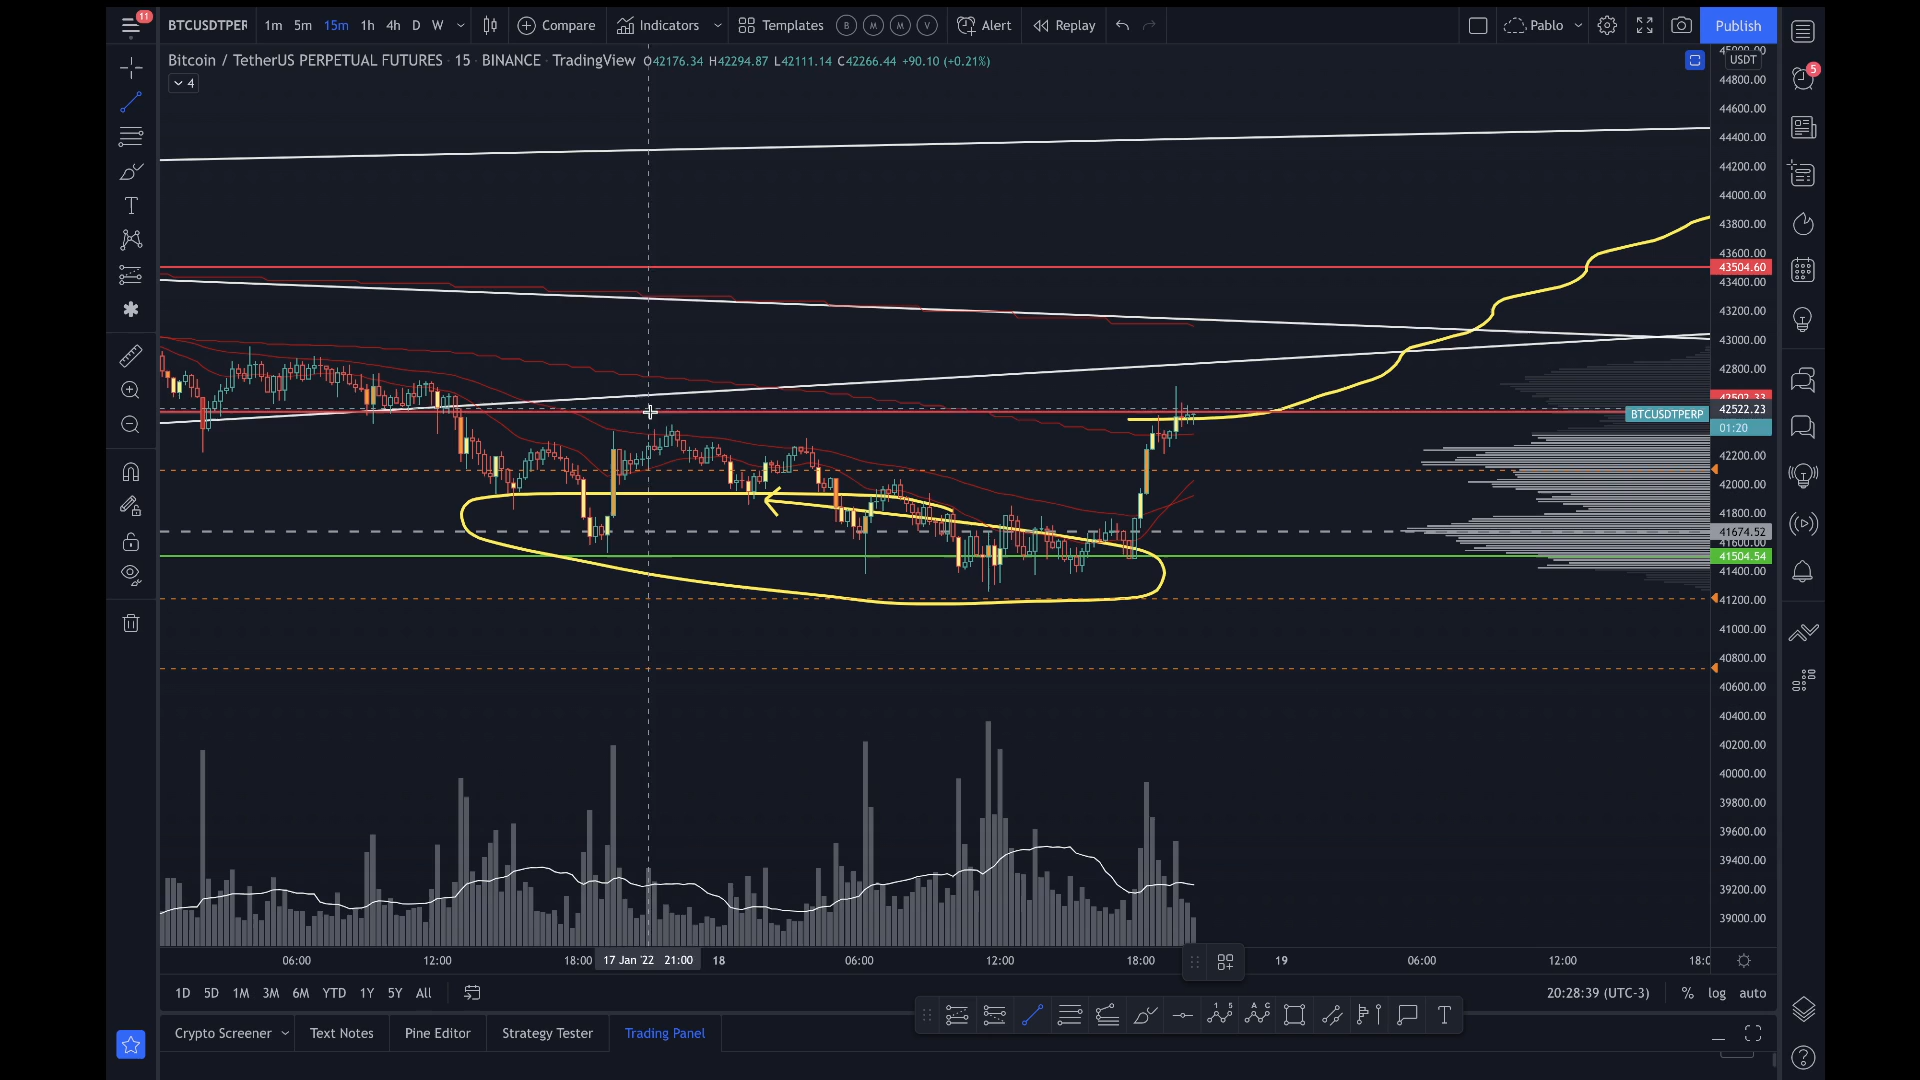 11
BTCUSDTPERP
1m 5m 15m 1h 4h D W
Compare
Indicators
Templates
B M M V
Alert
Replay
Pablo
Publish
Bitcoin / TetherUS PERPETUAL FUTURES · 15 · BINANCE · TradingView O42176.34 H42294.87 L42111.14 C42266.44 +90.10 (+0.21%)
4
USDT
5
44800.00
44600.00
44400.00
44200.00
44000.00
43800.00
43600.00
43504.60
43400.00
43200.00
43000.00
42800.00
42502.33
42522.23
BTCUSDTPERP
01:20
42200.00
42000.00
41800.00
41674.52
41600.00
41504.54
41400.00
41200.00
41000.00
40800.00
40600.00
40400.00
40200.00
40000.00
39800.00
39600.00
39400.00
39200.00
39000.00
06:00 12:00 18:00 17 Jan '22 21:00 18 06:00 12:00 18:00 19 06:00 12:00
1D 5D 1M 3M 6M YTD 1Y 5Y All
20:28:39 (UTC-3) % log auto
Crypto Screener Text Notes Pine Editor Strategy Tester Trading Panel